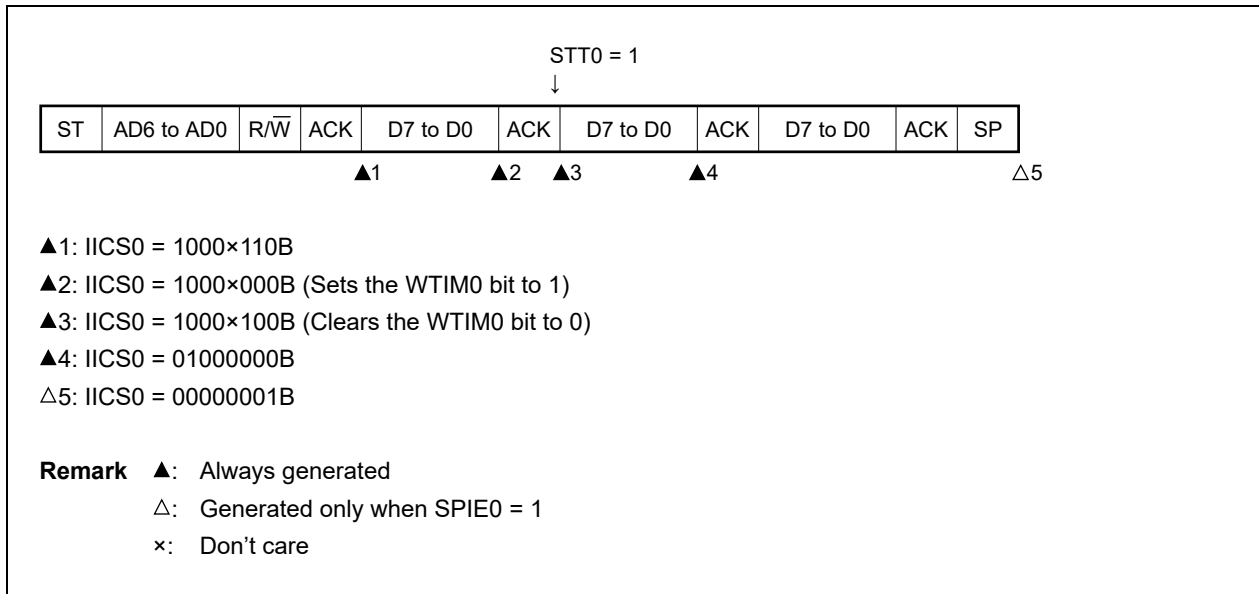 STT0 = 1
↓
ST AD6 to AD0 R/W̅ ACK D7 to D0 ACK D7 to D0 ACK D7 to D0 ACK SP
▲1 ▲2 ▲3 ▲4 △5
▲1: IICS0 = 1000×110B
▲2: IICS0 = 1000×000B (Sets the WTIM0 bit to 1)
▲3: IICS0 = 1000×100B (Clears the WTIM0 bit to 0)
▲4: IICS0 = 01000000B
△5: IICS0 = 00000001B
Remark ▲: Always generated
△: Generated only when SPIE0 = 1
×: Don’t care